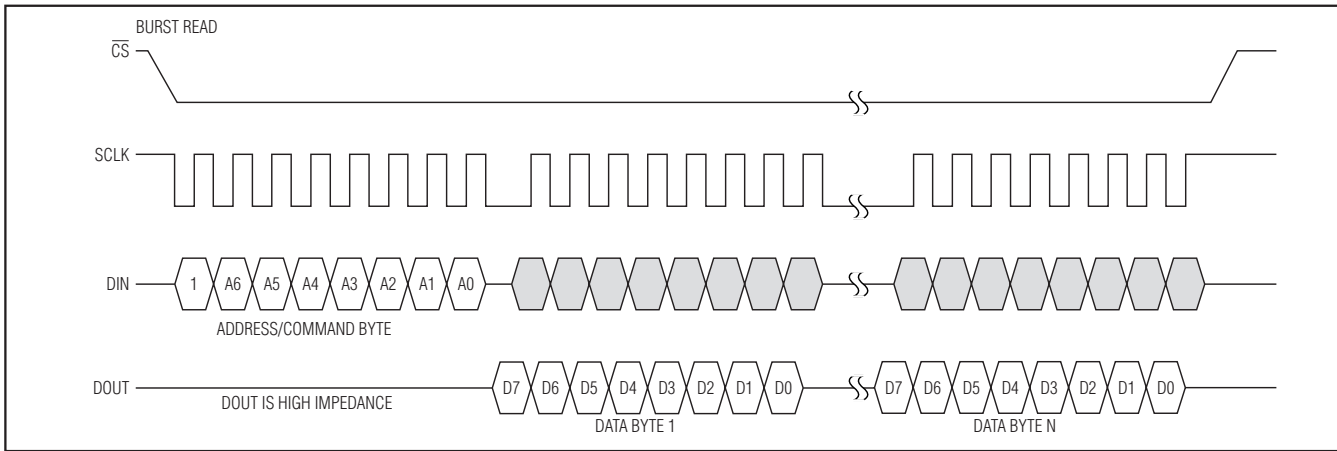 BURST READ
CS
SCLK
DIN
1 A6 A5 A4 A3 A2 A1 A0
ADDRESS/COMMAND BYTE
DOUT
DOUT IS HIGH IMPEDANCE
D7 D6 D5 D4 D3 D2 D1 D0
DATA BYTE 1
D7 D6 D5 D4 D3 D2 D1 D0
DATA BYTE N